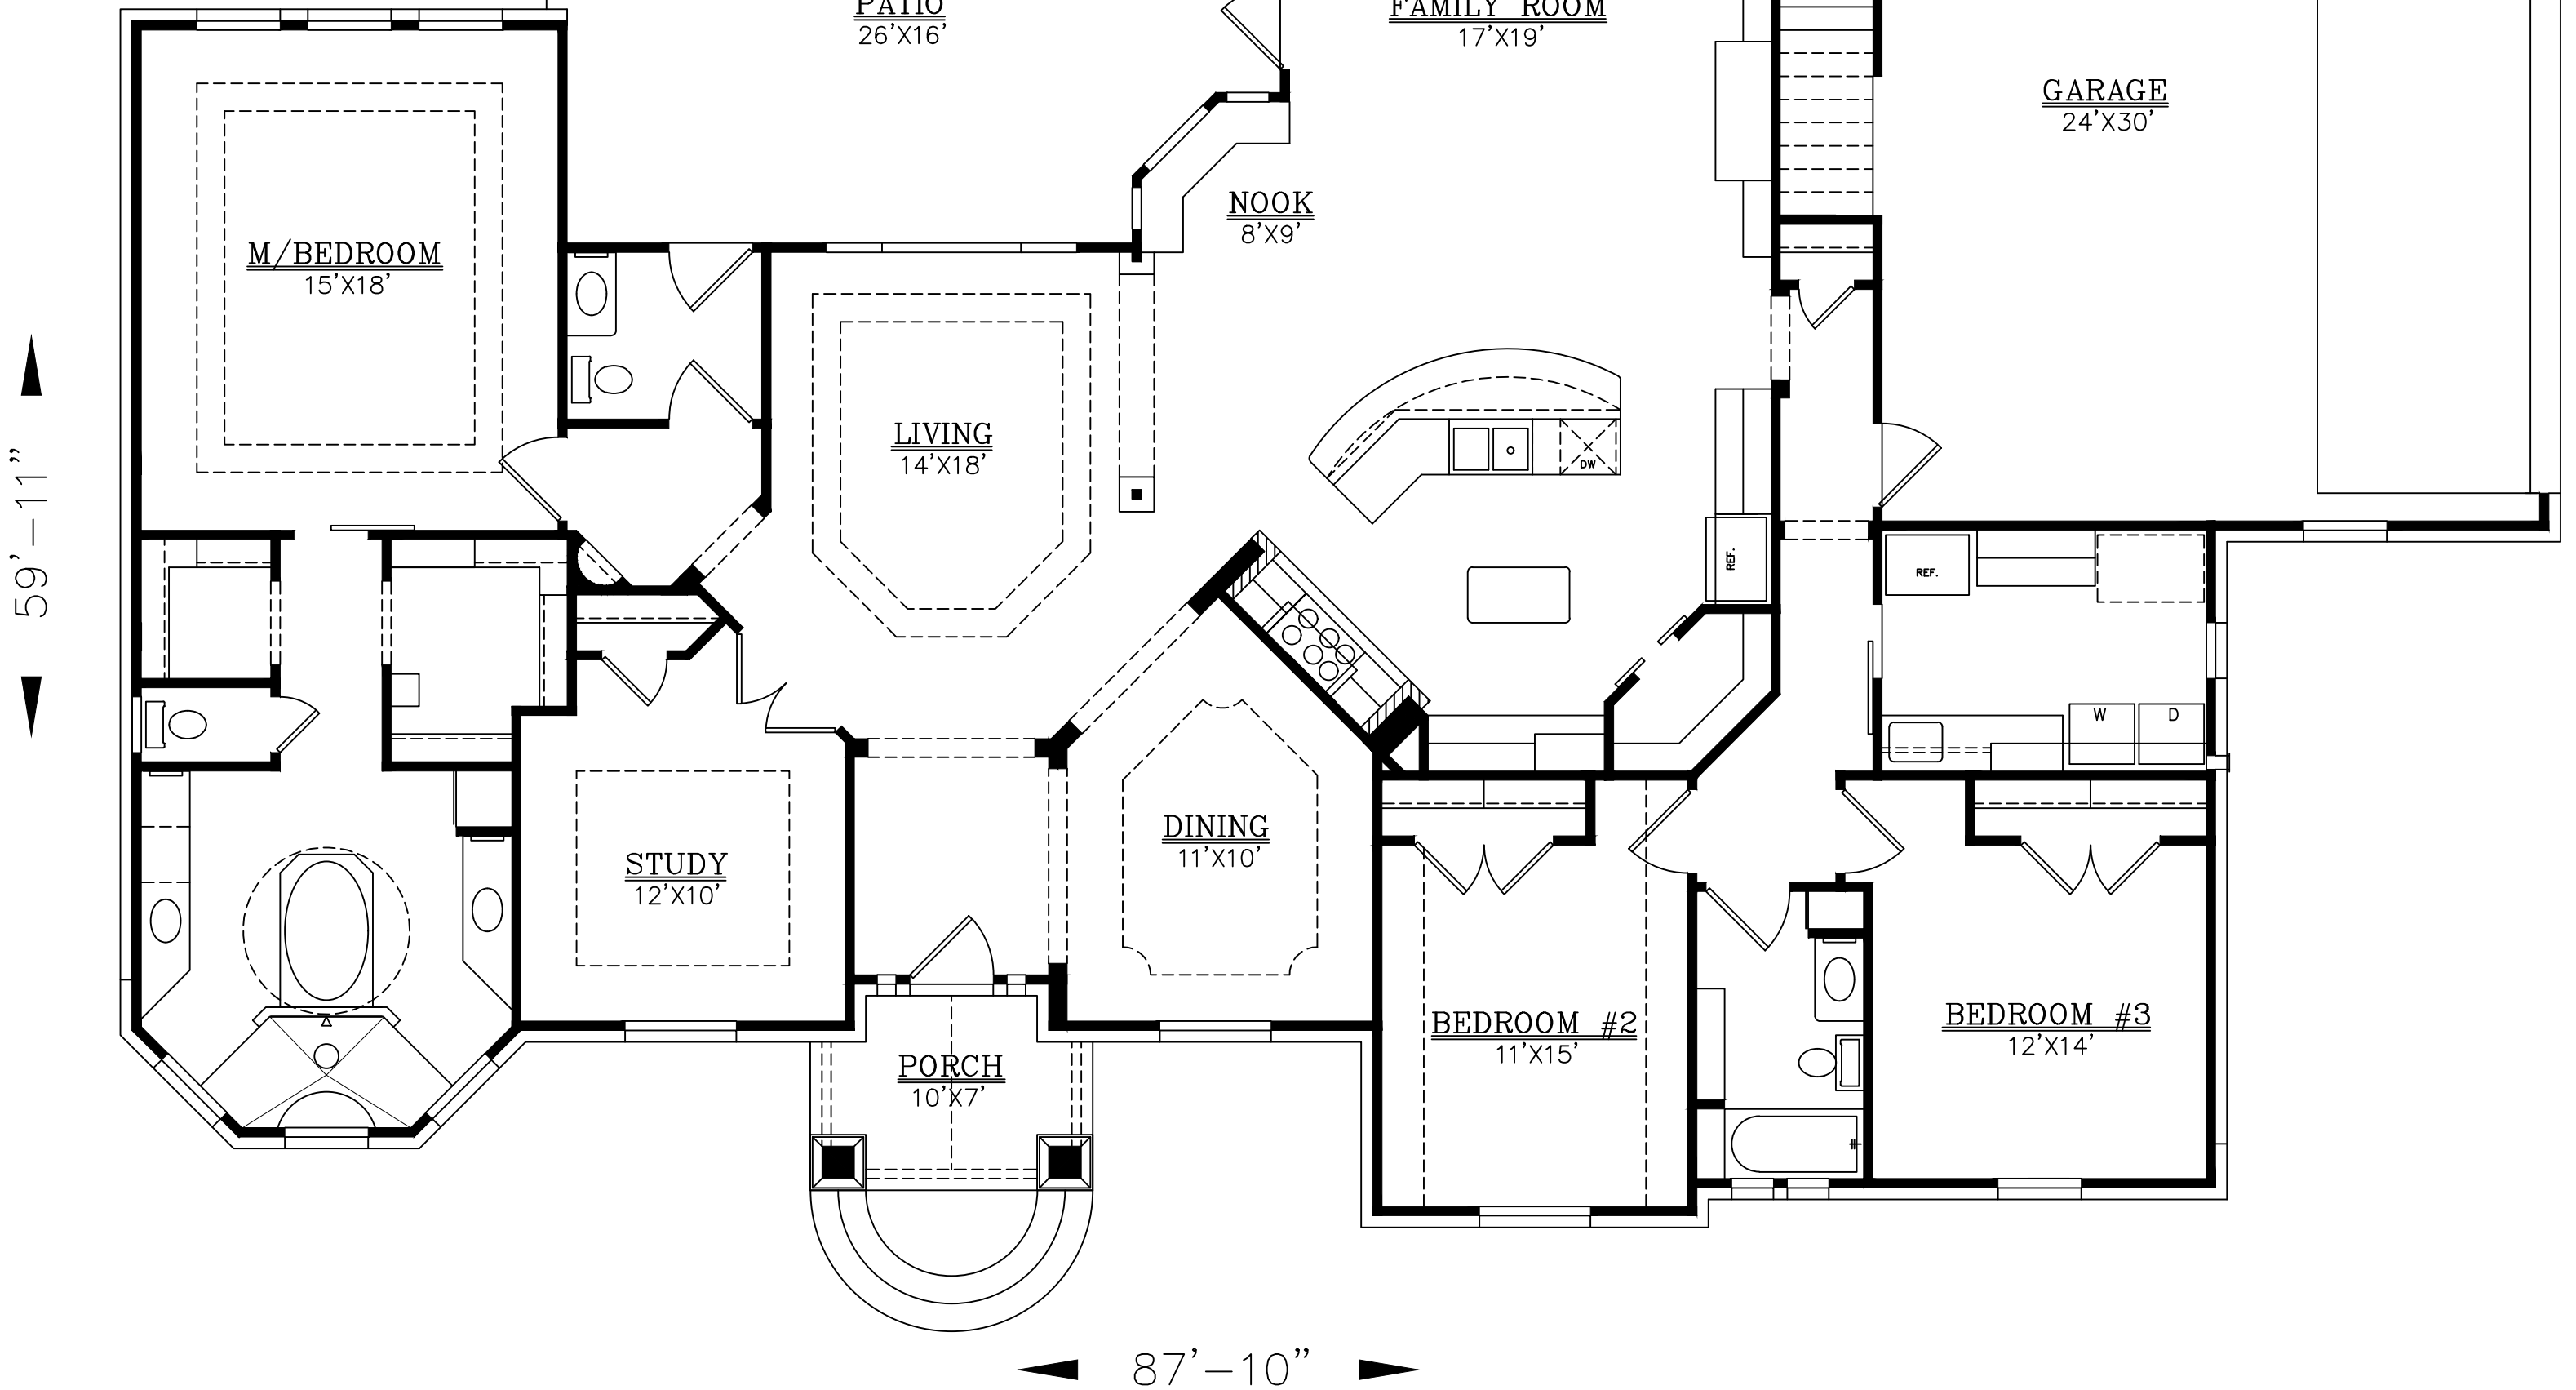 PATIO
26'X16'
FAMILY ROOM
17'X19'
GARAGE
24'X30'
NOOK
8'X9'
M/BEDROOM
15'X18'
LIVING
14'X18'
DW
REF.
REF.
W
D
59'-11"
DINING
11'X10'
STUDY
12'X10'
BEDROOM #2
11'X15'
BEDROOM #3
12'X14'
PORCH
10'X7'
87'-10"